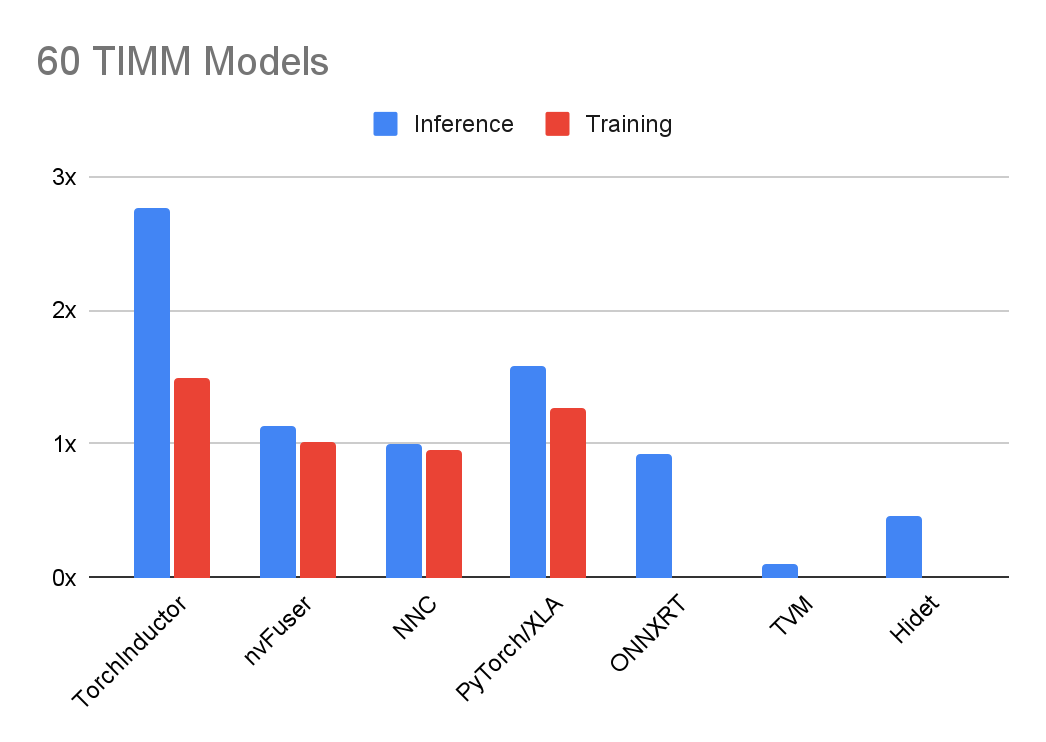 60 TIMM Models
Inference Training
3x
2x
1x
0x
TorchInductor
nvFuser
NNC
PyTorch/XLA
ONNXRT
TVM
Hidet